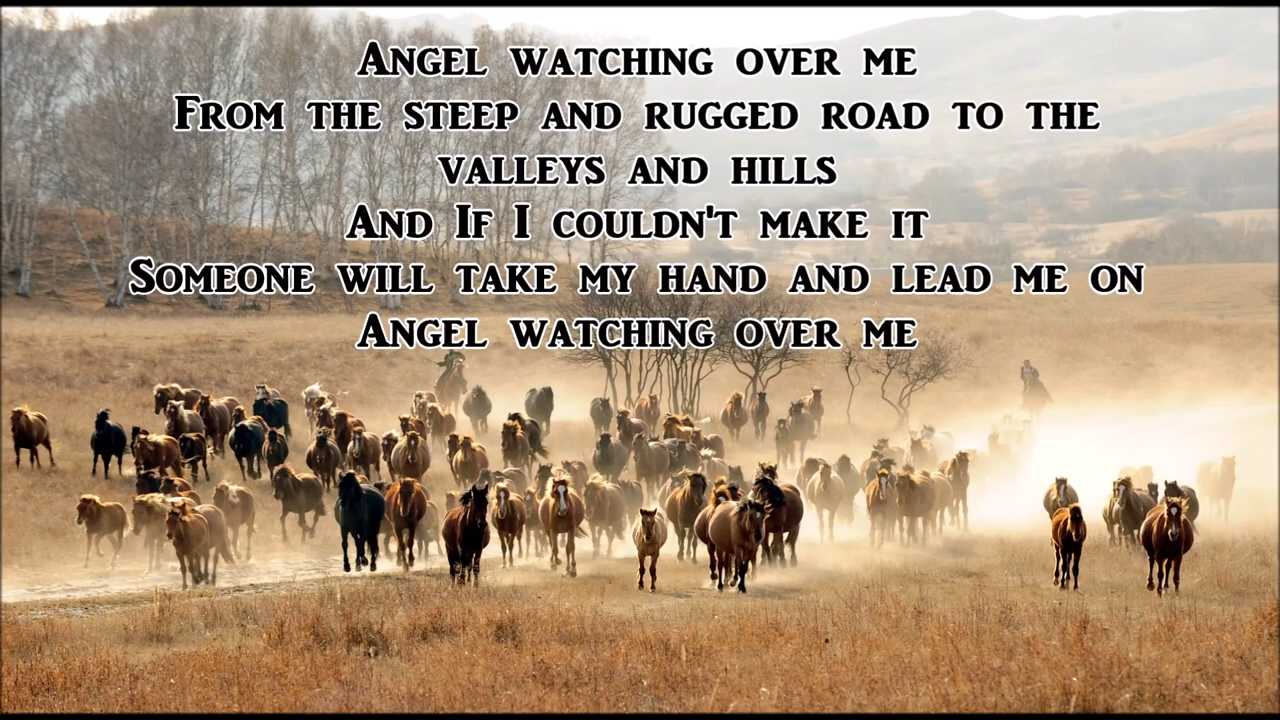 Angel watching over me
From the steep and rugged road to the
valleys and hills
And If I couldn't make it
Someone will take my hand and lead me on
Angel watching over me